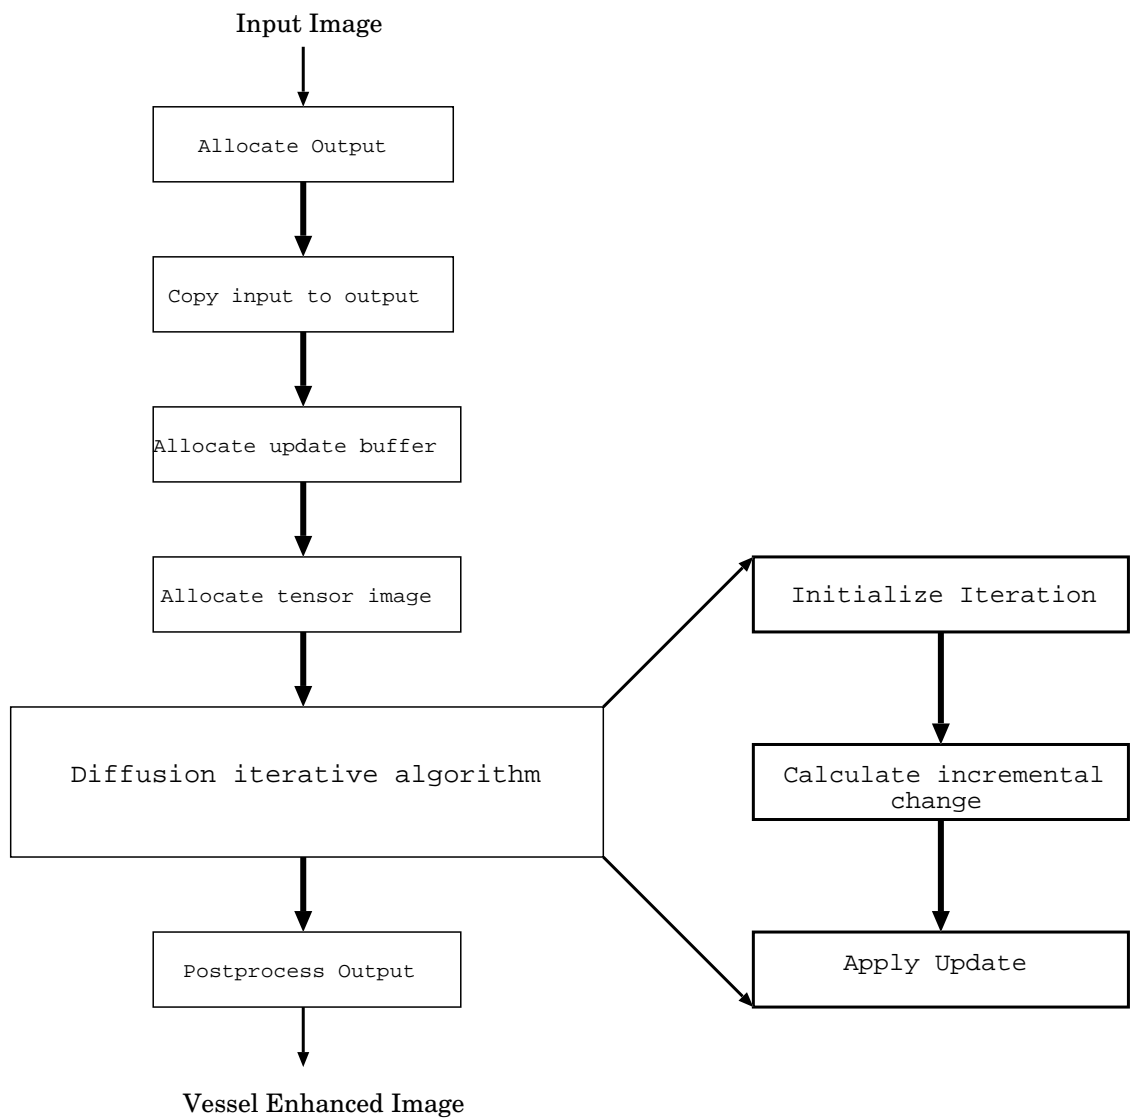 Input Image
Allocate Output
Copy input to output
Allocate update buffer
Allocate tensor image
Diffusion iterative algorithm
Postprocess Output
Vessel Enhanced Image
Initialize Iteration
Calculate incremental
change
Apply Update